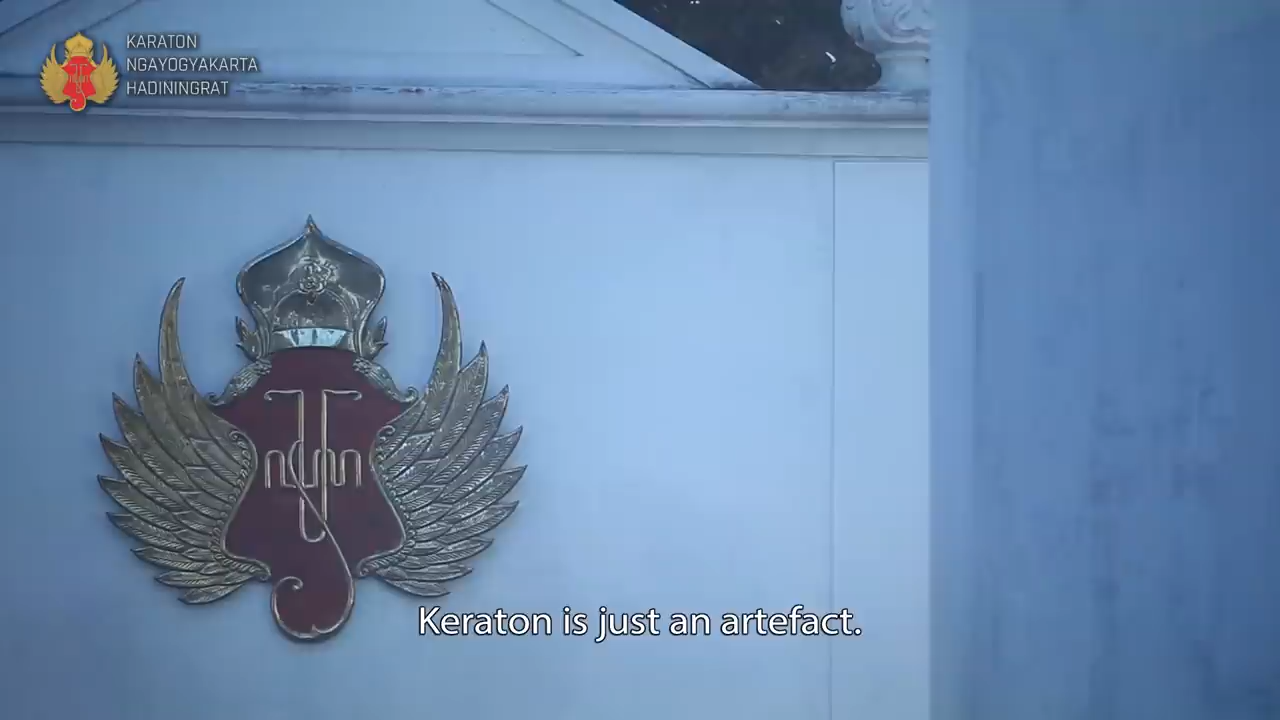 KARATON
NGAYOGYAKARTA
HADININGRAT
Keraton is just an artefact.